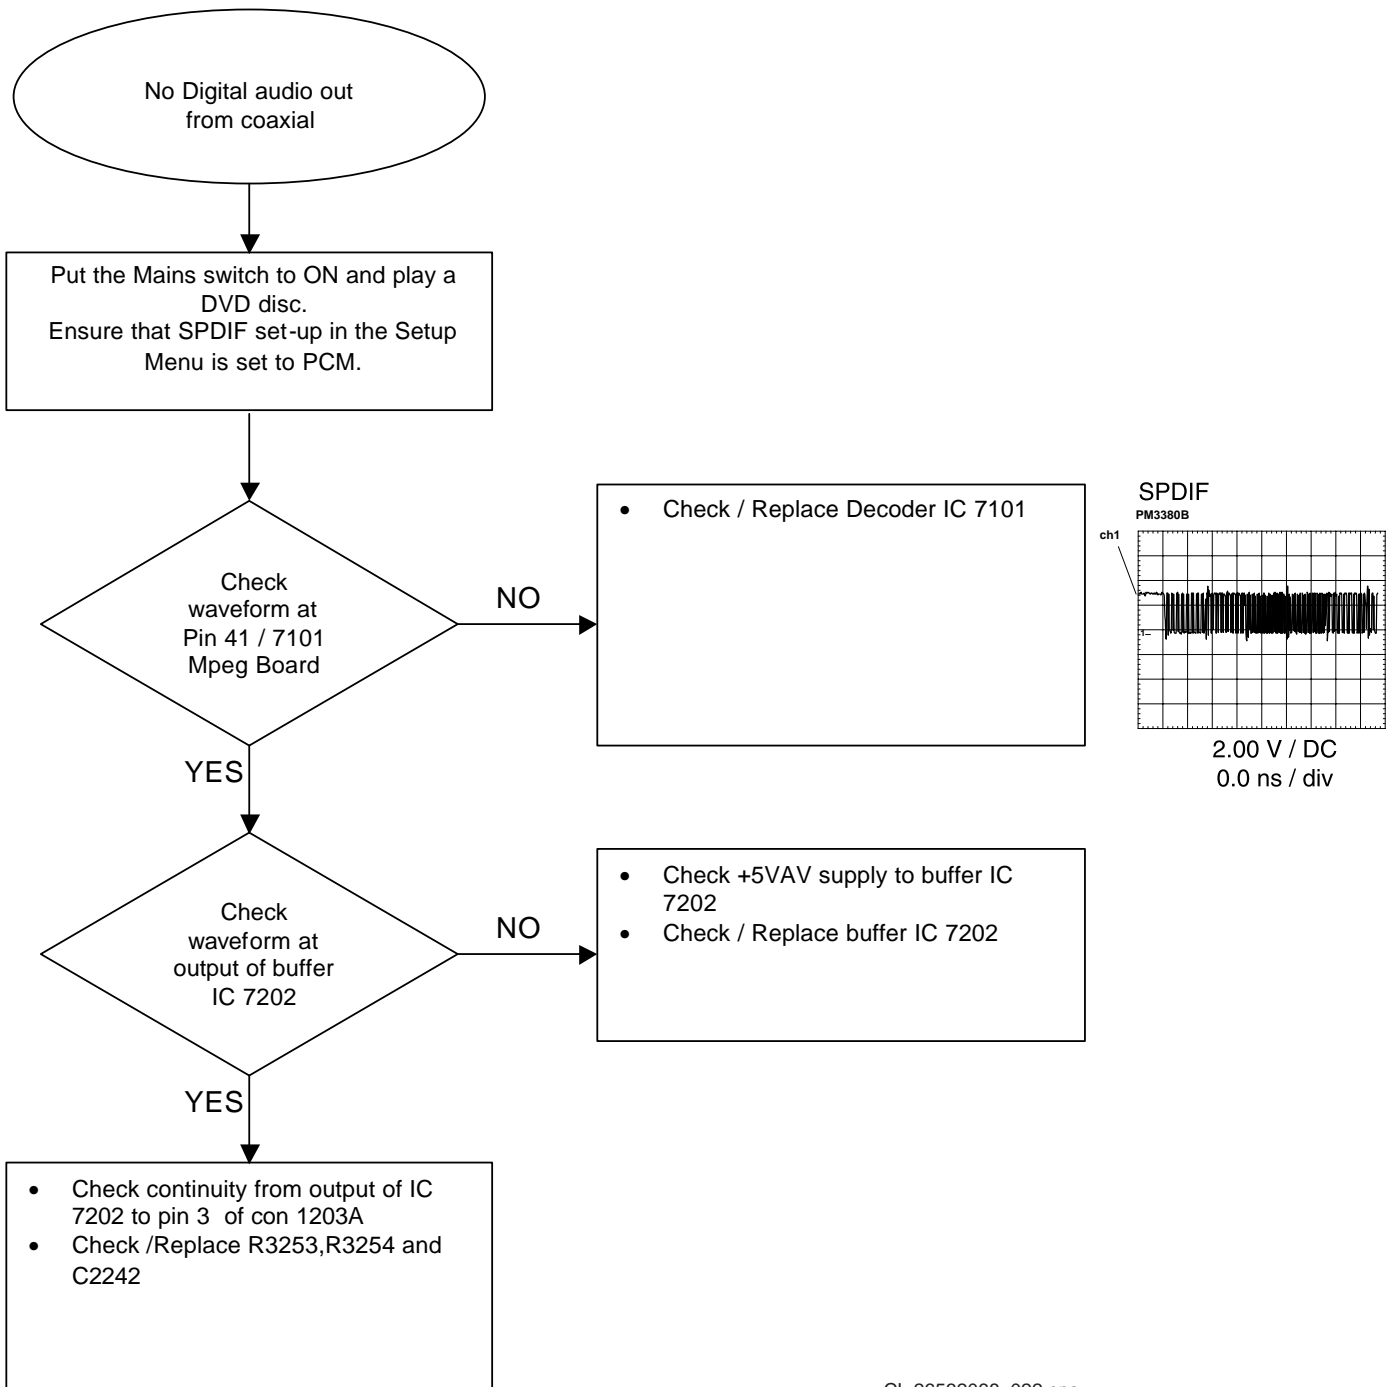 No Digital audio out
from coaxial
Put the Mains switch to ON and play a
DVD disc.
Ensure that SPDIF set-up in the Setup
Menu is set to PCM.
Check
waveform at
Pin 41 / 7101
Mpeg Board
NO
• Check / Replace Decoder IC 7101
SPDIF
PM3380B
ch1
1–
2.00 V / DC
0.0 ns / div
YES
Check
waveform at
output of buffer
IC 7202
NO
• Check +5VAV supply to buffer IC
7202
• Check / Replace buffer IC 7202
YES
• Check continuity from output of IC
7202 to pin 3 of con 1203A
• Check /Replace R3253,R3254 and
C2242